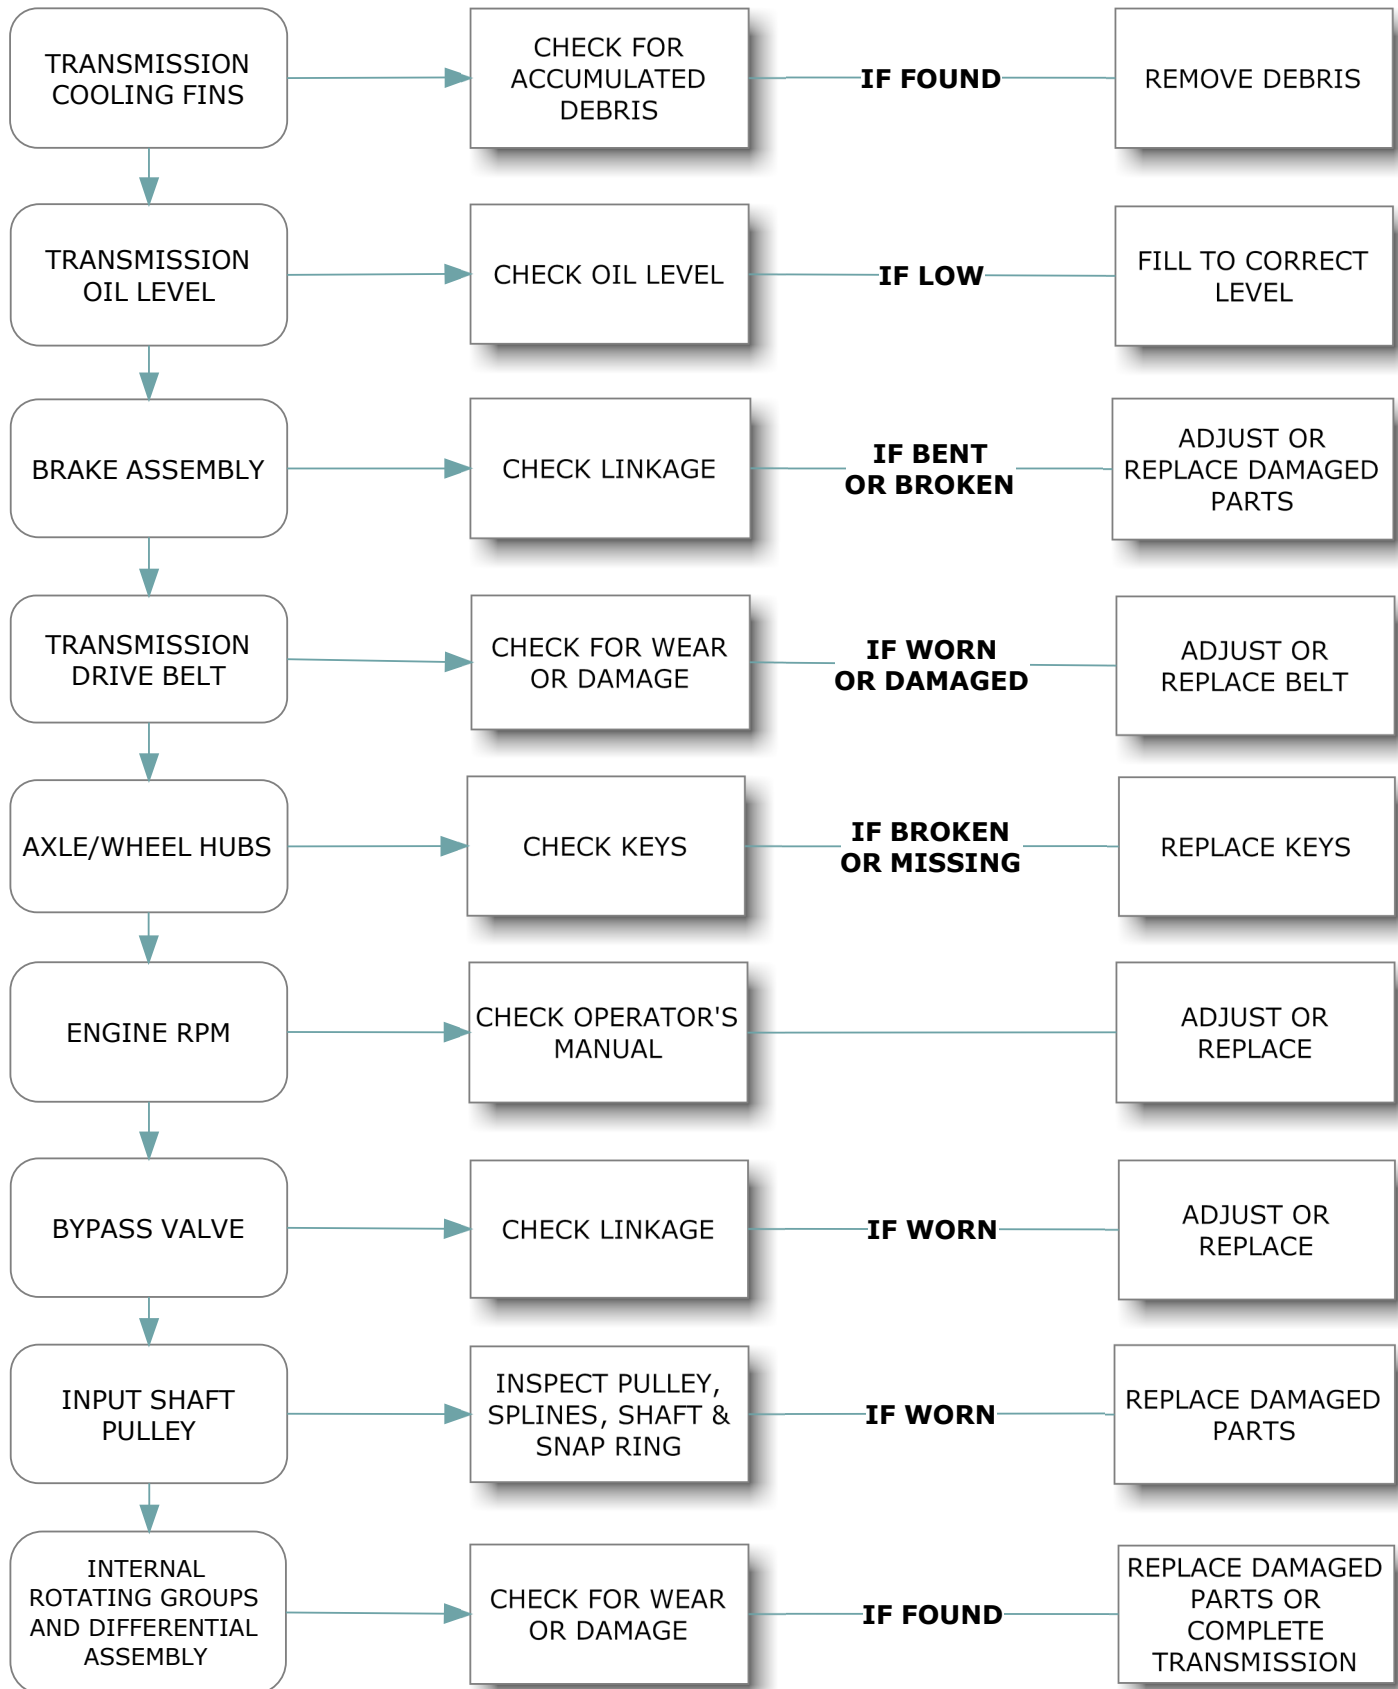 TRANSMISSION
COOLING FINS
CHECK FOR
ACCUMULATED
DEBRIS
IF FOUND
REMOVE DEBRIS
TRANSMISSION
OIL LEVEL
CHECK OIL LEVEL
IF LOW
FILL TO CORRECT
LEVEL
BRAKE ASSEMBLY
CHECK LINKAGE
IF BENT
OR BROKEN
ADJUST OR
REPLACE DAMAGED
PARTS
TRANSMISSION
DRIVE BELT
CHECK FOR WEAR
OR DAMAGE
IF WORN
OR DAMAGED
ADJUST OR
REPLACE BELT
AXLE/WHEEL HUBS
CHECK KEYS
IF BROKEN
OR MISSING
REPLACE KEYS
ENGINE RPM
CHECK OPERATOR'S
MANUAL
ADJUST OR
REPLACE
BYPASS VALVE
CHECK LINKAGE
IF WORN
ADJUST OR
REPLACE
INPUT SHAFT
PULLEY
INSPECT PULLEY,
SPLINES, SHAFT &
SNAP RING
IF WORN
REPLACE DAMAGED
PARTS
INTERNAL
ROTATING GROUPS
AND DIFFERENTIAL
ASSEMBLY
CHECK FOR WEAR
OR DAMAGE
IF FOUND
REPLACE DAMAGED
PARTS OR
COMPLETE
TRANSMISSION